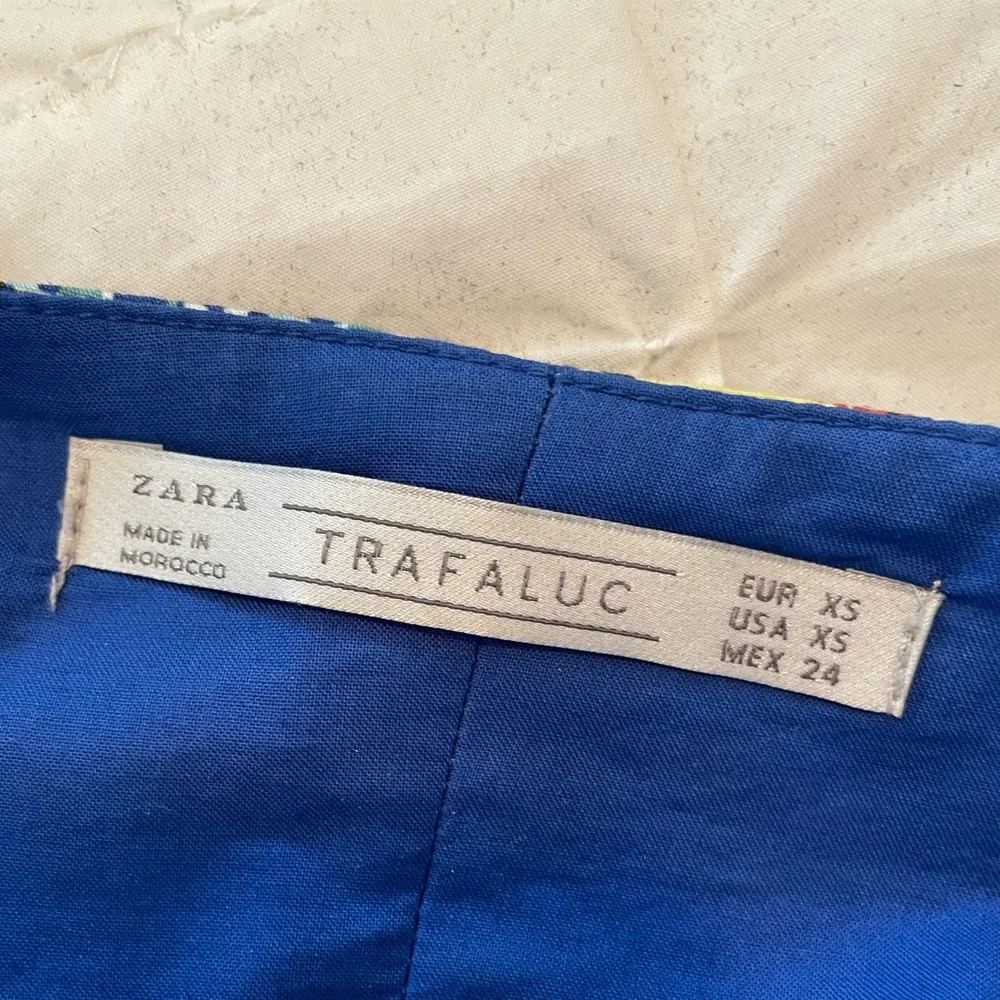 ZARA
MADE IN
MOROCCO
TRAFALUC
EUR XS
USA XS
MEX 24